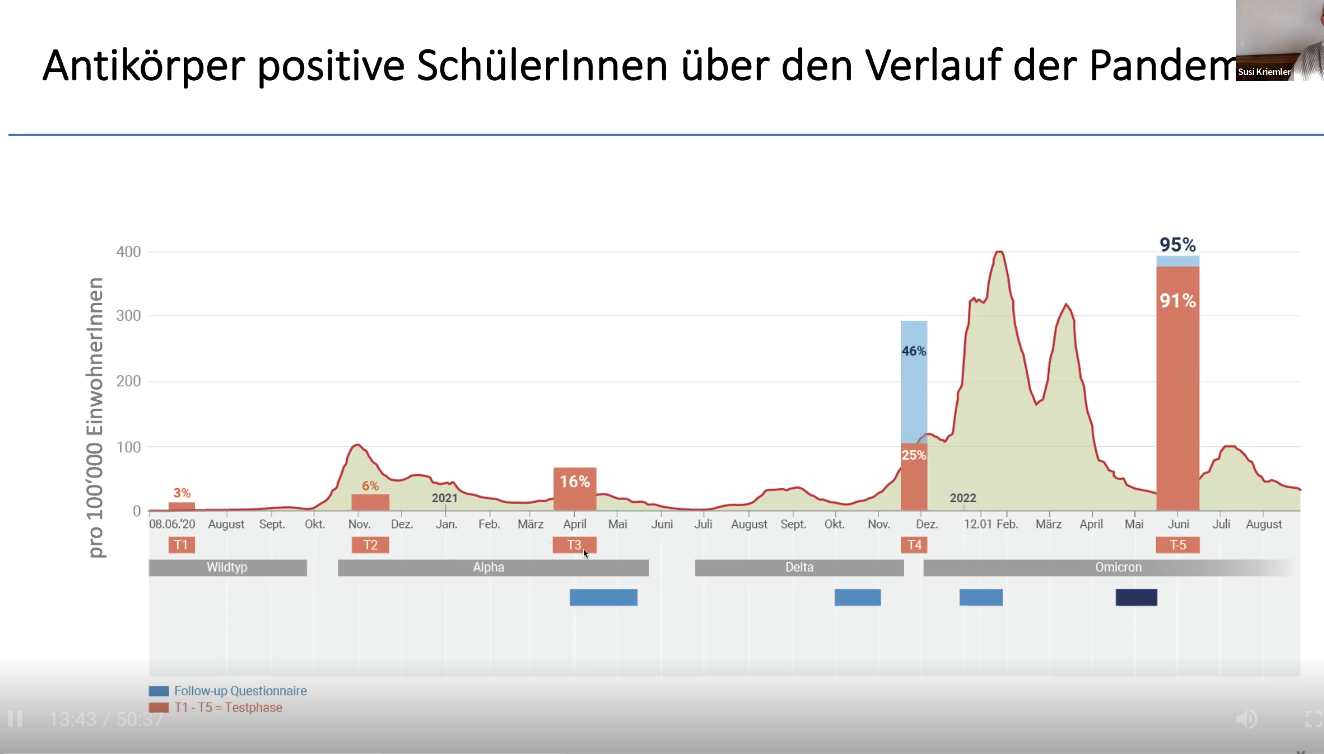 Antikörper positive SchülerInnen über den Verlauf der Pandem
Susi Kriemler
pro 100'000 EinwohnerInnen
400
300
200
100
0
3%
6%
2021
16%
46%
25%
2022
95%
91%
08.06.'20 August Sept. Okt. Nov. Dez. Jan. Feb. März April Mai Juni Juli August Sept. Okt. Nov. Dez. 12.01 Feb. März April Mai Juni Juli August
T1 T2 T3 T4 T-5
Wildtyp Alpha Delta Omicron
Follow-up Questionnaire
T1 - T5 = Testphase
13:43 / 50:37